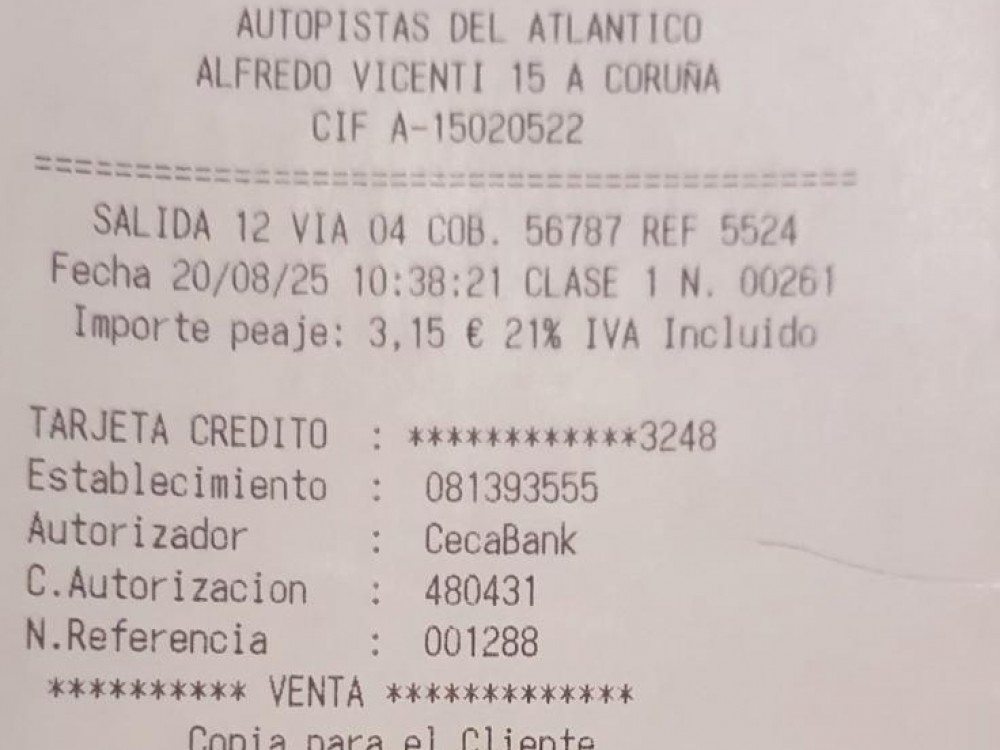 AUTOPISTAS DEL ATLANTICO
ALFREDO VICENTI 15 A CORUÑA
CIF A-15020522
==========================================
SALIDA 12 VIA 04 COB. 56787 REF 5524
Fecha 20/08/25 10:38:21 CLASE 1 N. 00261
Importe peaje: 3,15 € 21% IVA Incluido
TARJETA CREDITO : ************3248
Establecimiento : 081393555
Autorizador : CecaBank
C.Autorizacion : 480431
N.Referencia : 001288
********** VENTA *************
Copia para el Cliente